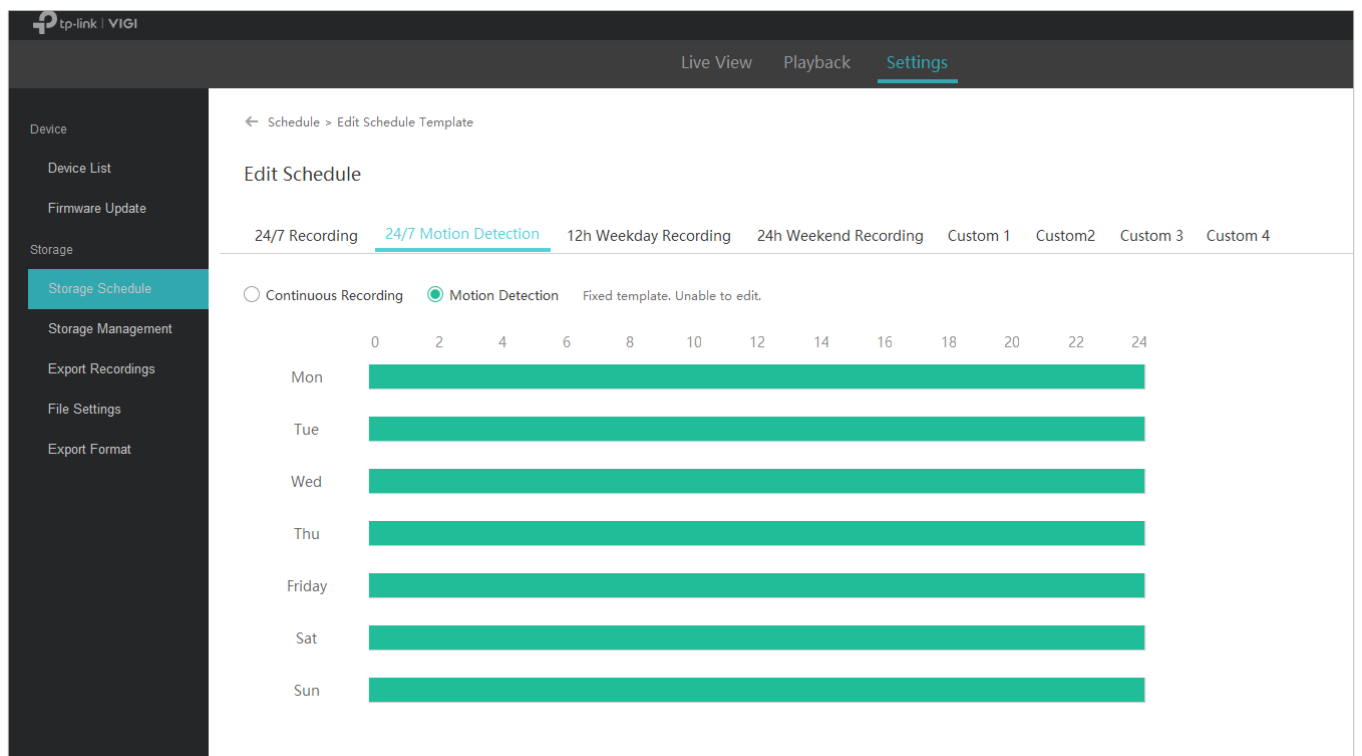 tp-link | VIGI
Live View Playback Settings
Device
Device List
Firmware Update
Storage
Storage Schedule
Storage Management
Export Recordings
File Settings
Export Format
← Schedule > Edit Schedule Template
Edit Schedule
24/7 Recording 24/7 Motion Detection 12h Weekday Recording 24h Weekend Recording Custom 1 Custom2 Custom 3 Custom 4
Continuous Recording Motion Detection Fixed template. Unable to edit.
0 2 4 6 8 10 12 14 16 18 20 22 24
Mon
Tue
Wed
Thu
Friday
Sat
Sun